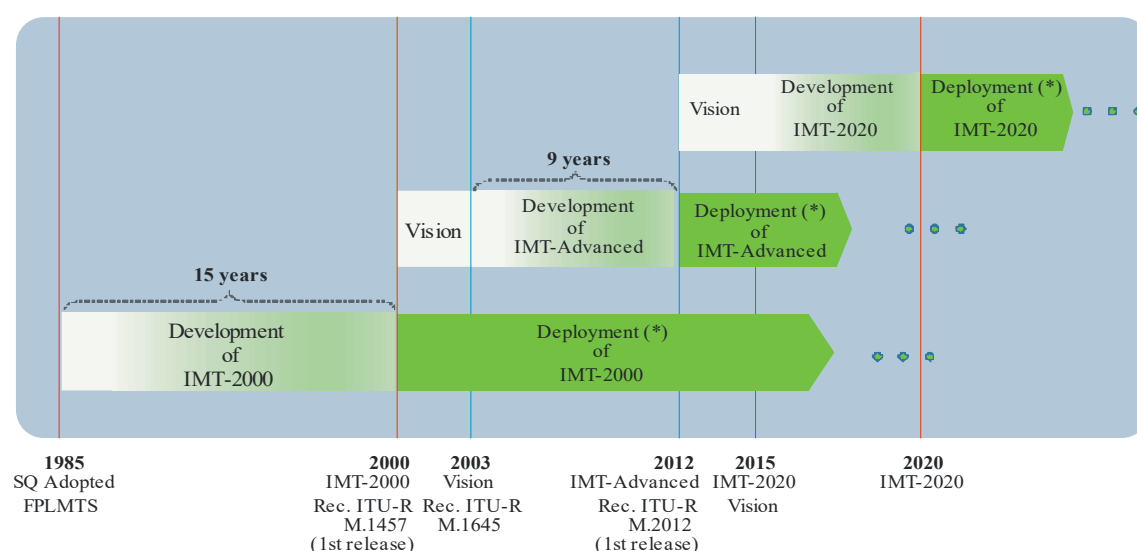 Vision
Development
of
IMT-2020
Deployment (*)
of
IMT-2020
9 years
Vision
Development
of
IMT-Advanced
Deployment (*)
of
IMT-Advanced
15 years
Development
of
IMT-2000
Deployment (*)
of
IMT-2000
1985
SQ Adopted
FPLMTS
2000
IMT-2000
Rec. ITU-R
M.1457
(1st release)
2003
Vision
Rec. ITU-R
M.1645
2012
IMT-Advanced
Rec. ITU-R
M.2012
(1st release)
2015
IMT-2020
Vision
2020
IMT-2020